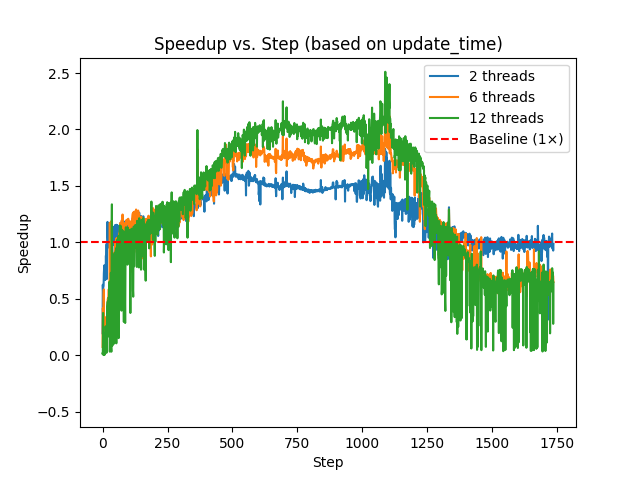 Speedup vs. Step (based on update_time)
2 threads
6 threads
12 threads
Baseline (1×)
Speedup
2.5
2.0
1.5
1.0
0.5
0.0
−0.5
0 250 500 750 1000 1250 1500 1750
Step